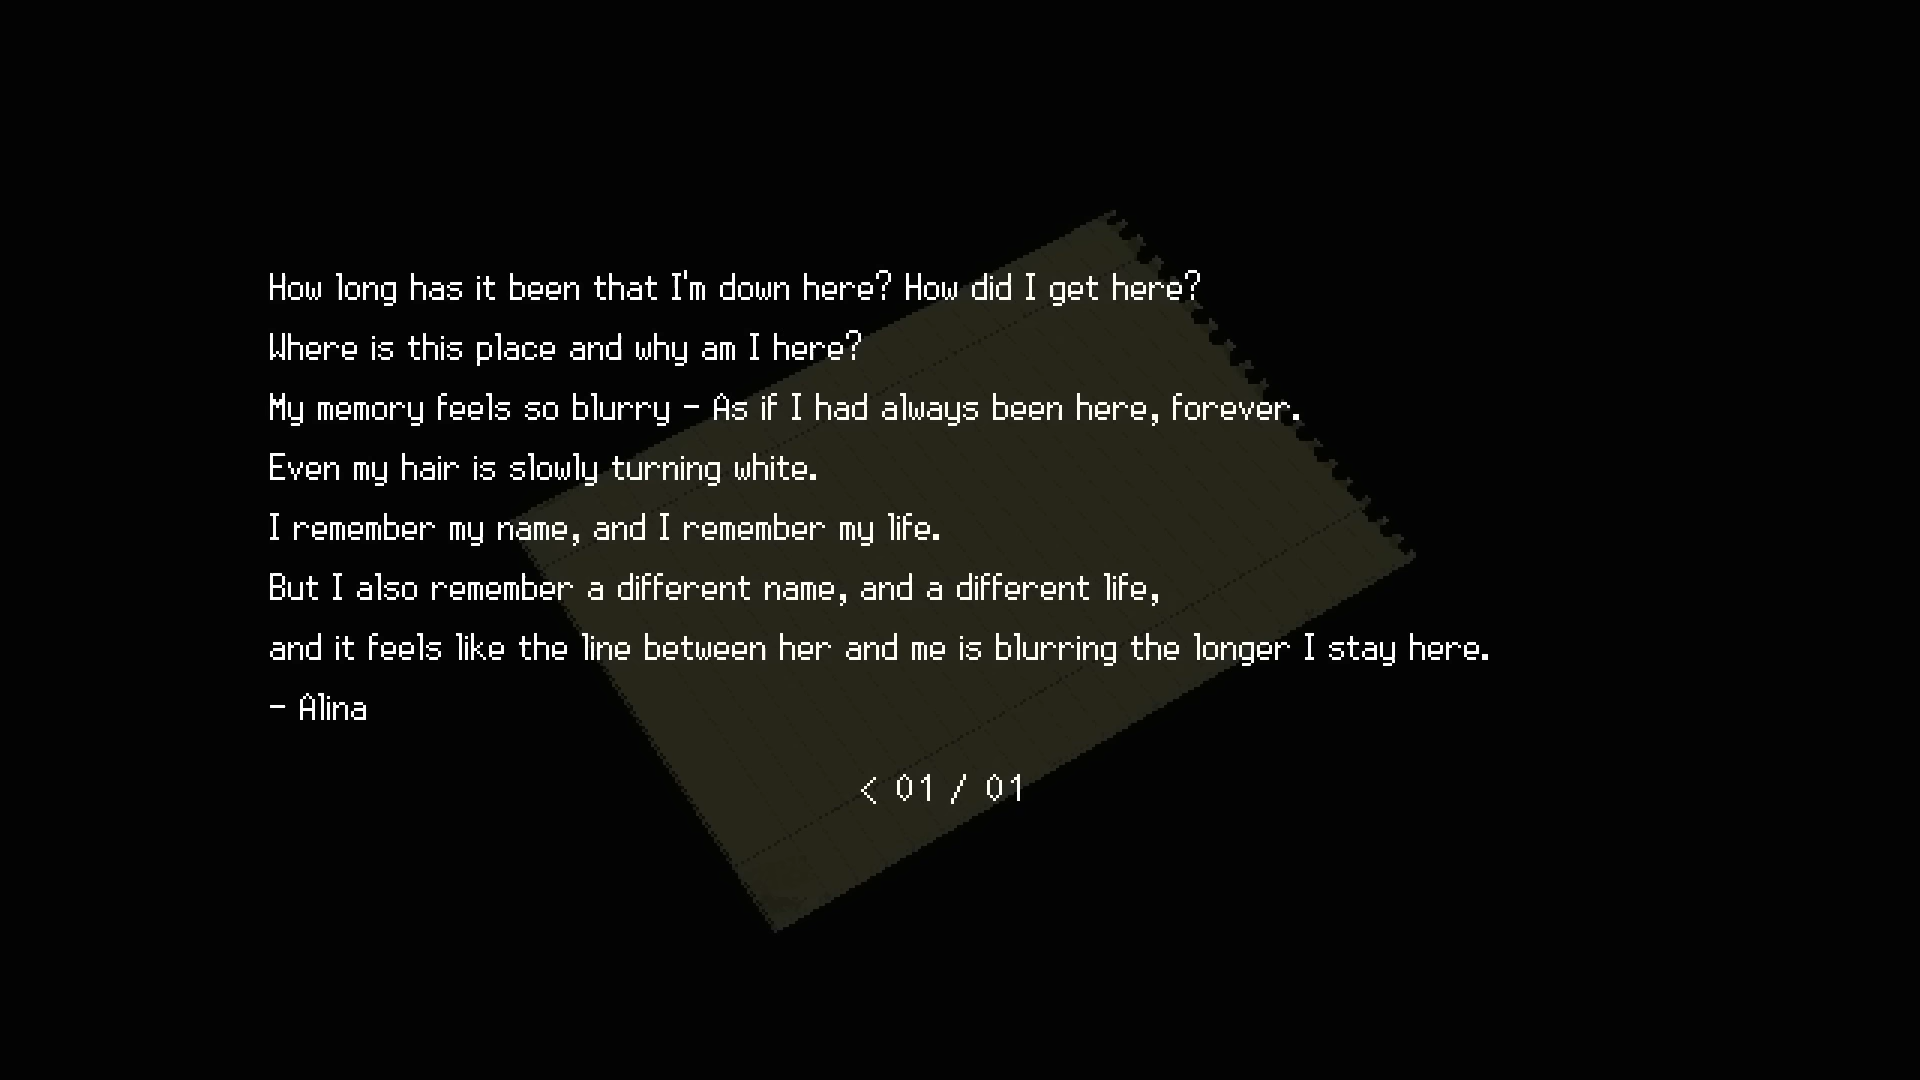 How long has it been that I'm down here? How did I get here?
Where is this place and why am I here?
My memory feels so blurry - As if I had always been here, forever.
Even my hair is slowly turning white.
I remember my name, and I remember my life.
But I also remember a different name, and a different life,
and it feels like the line between her and me is blurring the longer I stay here.
- Alina
< 01 / 01